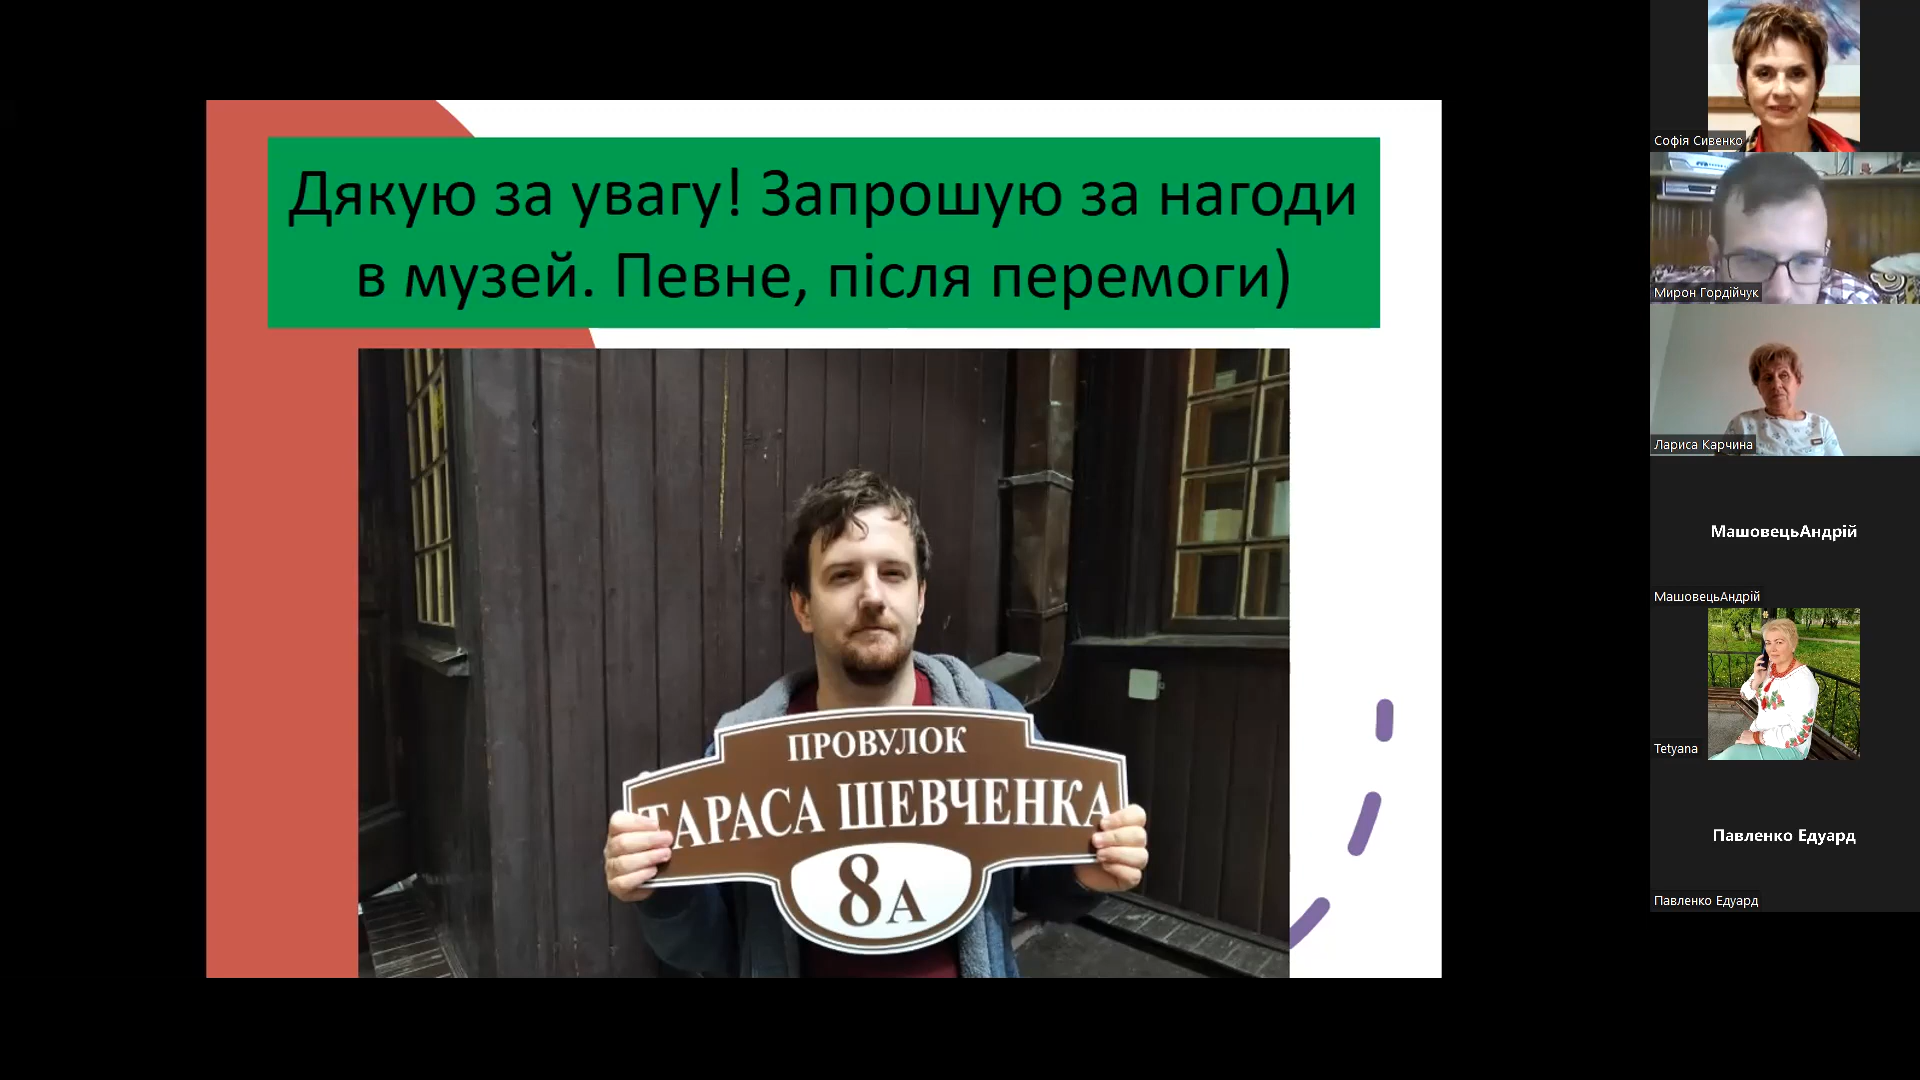 Дякую за увагу! Запрошую за нагоди
в музей. Певне, після перемоги)
ПРОВУЛОК
ТАРАСА ШЕВЧЕНКА
8А
Софія Сивенко
Мирон Гордійчук
Лариса Карчина
МашовецьАндрій
МашовецьАндрій
Tetyana
Павленко Едуард
Павленко Едуард